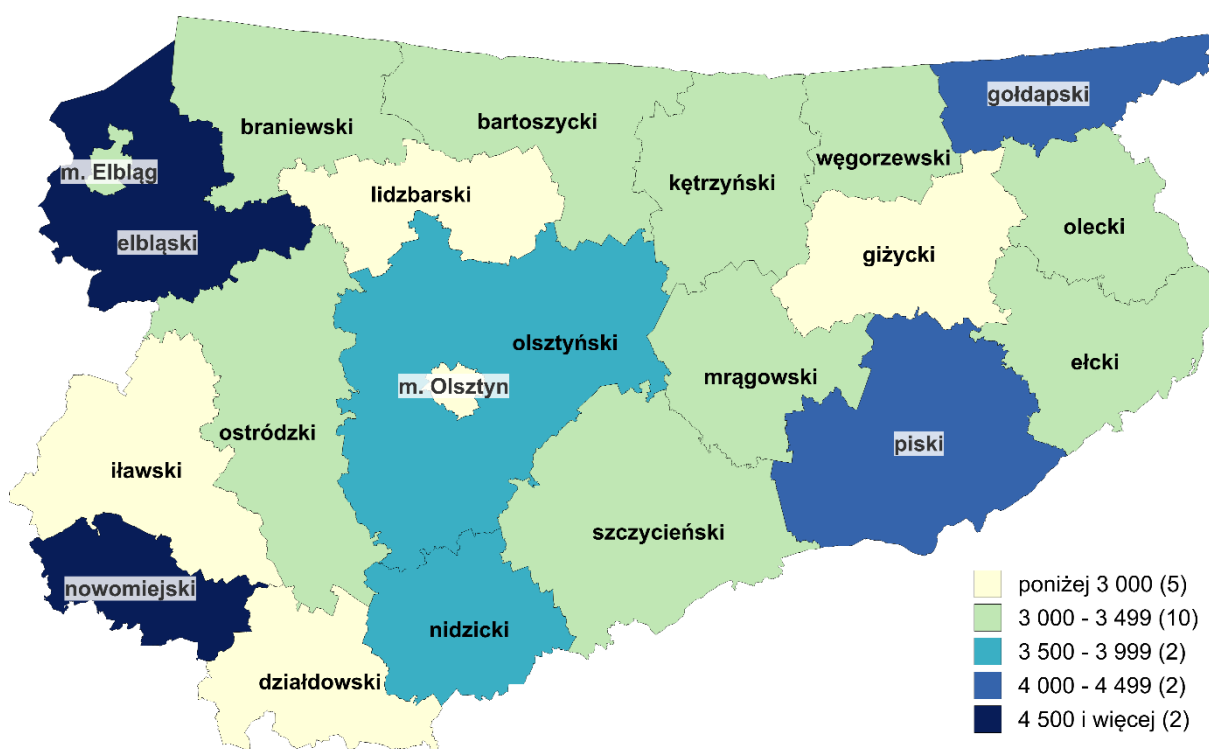 gołdapski
braniewski
bartoszycki
węgorzewski
m. Elbląg
kętrzyński
lidzbarski
olecki
elbląski
giżycki
olsztyński
ełcki
mrągowski
m. Olsztyn
ostródzki
piski
iławski
szczycieński
nowomiejski
nidzicki
działdowski
poniżej 3 000 (5)
3 000 - 3 499 (10)
3 500 - 3 999 (2)
4 000 - 4 499 (2)
4 500 i więcej (2)